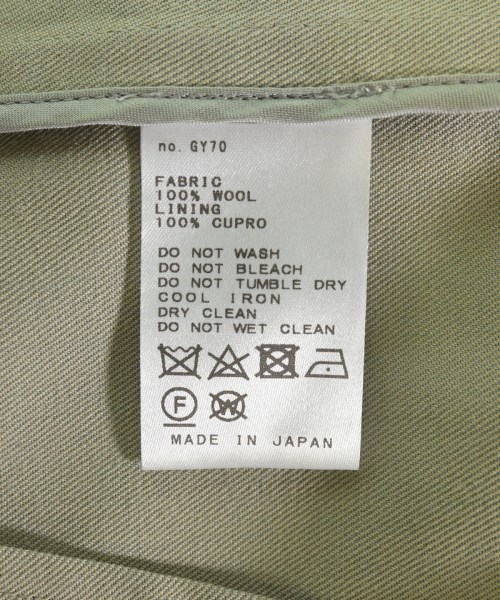 no. GY70
FABRIC
100% WOOL
LINING
100% CUPRO
DO NOT WASH
DO NOT BLEACH
DO NOT TUMBLE DRY
COOL IRON
DRY CLEAN
DO NOT WET CLEAN
F W
MADE IN JAPAN